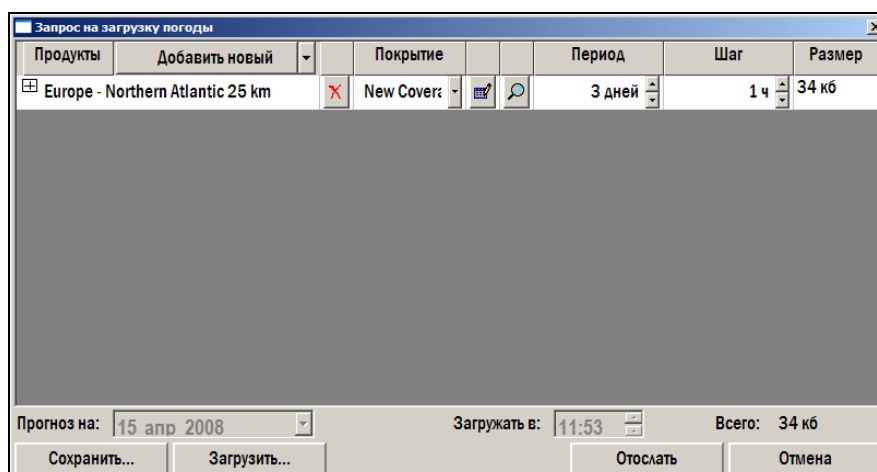 Запрос на загрузку погоды
Продукты Добавить новый Покрытие Период Шаг Размер
Europe - Northern Atlantic 25 km X New Covera 3 дней 1 ч 34 кб
Прогноз на: 15 апр 2008 Загружать в: 11:53 Всего: 34 кб
Сохранить... Загрузить... Отослать Отмена